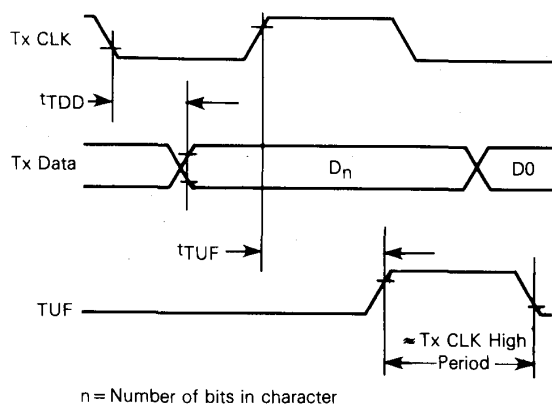 Tx CLK
tTDD
Tx Data
Dn
D0
tTUF
TUF
≈ Tx CLK High
Period
n = Number of bits in character